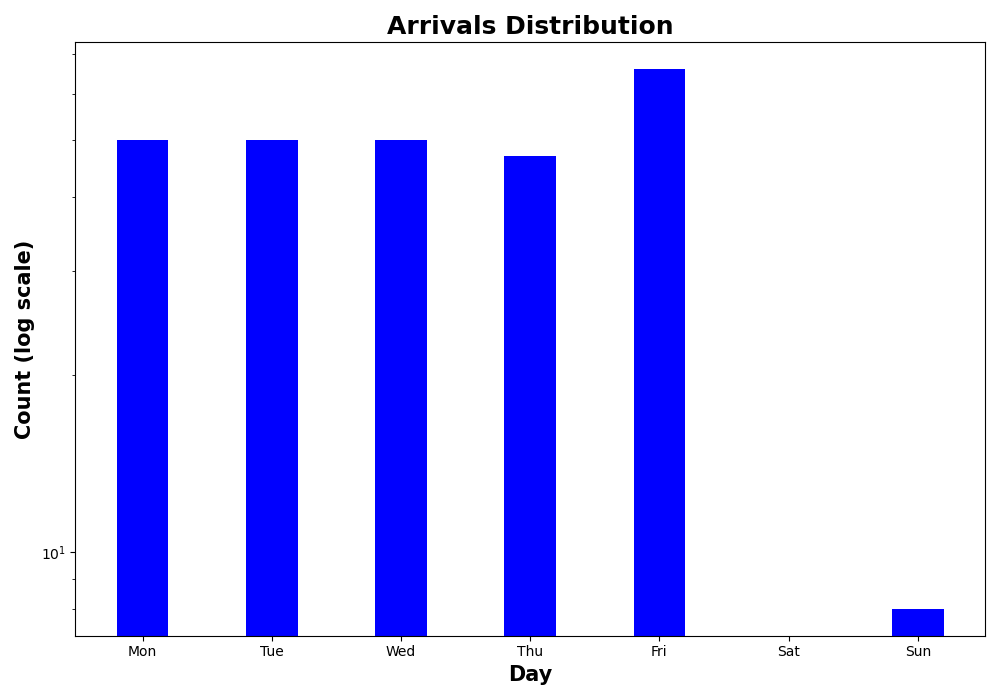 Arrivals Distribution
Count (log scale)
10¹
Mon Tue Wed Thu Fri Sat Sun
Day